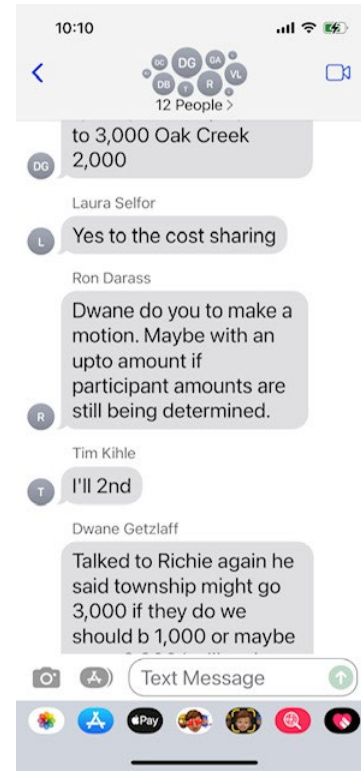 10:10
DC
DG
GA
DB
T
R
VL
12 People >
to 3,000 Oak Creek
2,000
DG
Laura Selfor
Yes to the cost sharing
L
Ron Darass
Dwane do you to make a
motion. Maybe with an
upto amount if
participant amounts are
still being determined.
R
Tim Kihle
I'll 2nd
T
Dwane Getzlaff
Talked to Richie again he
said township might go
3,000 if they do we
should b 1,000 or maybe
Text Message
Pay